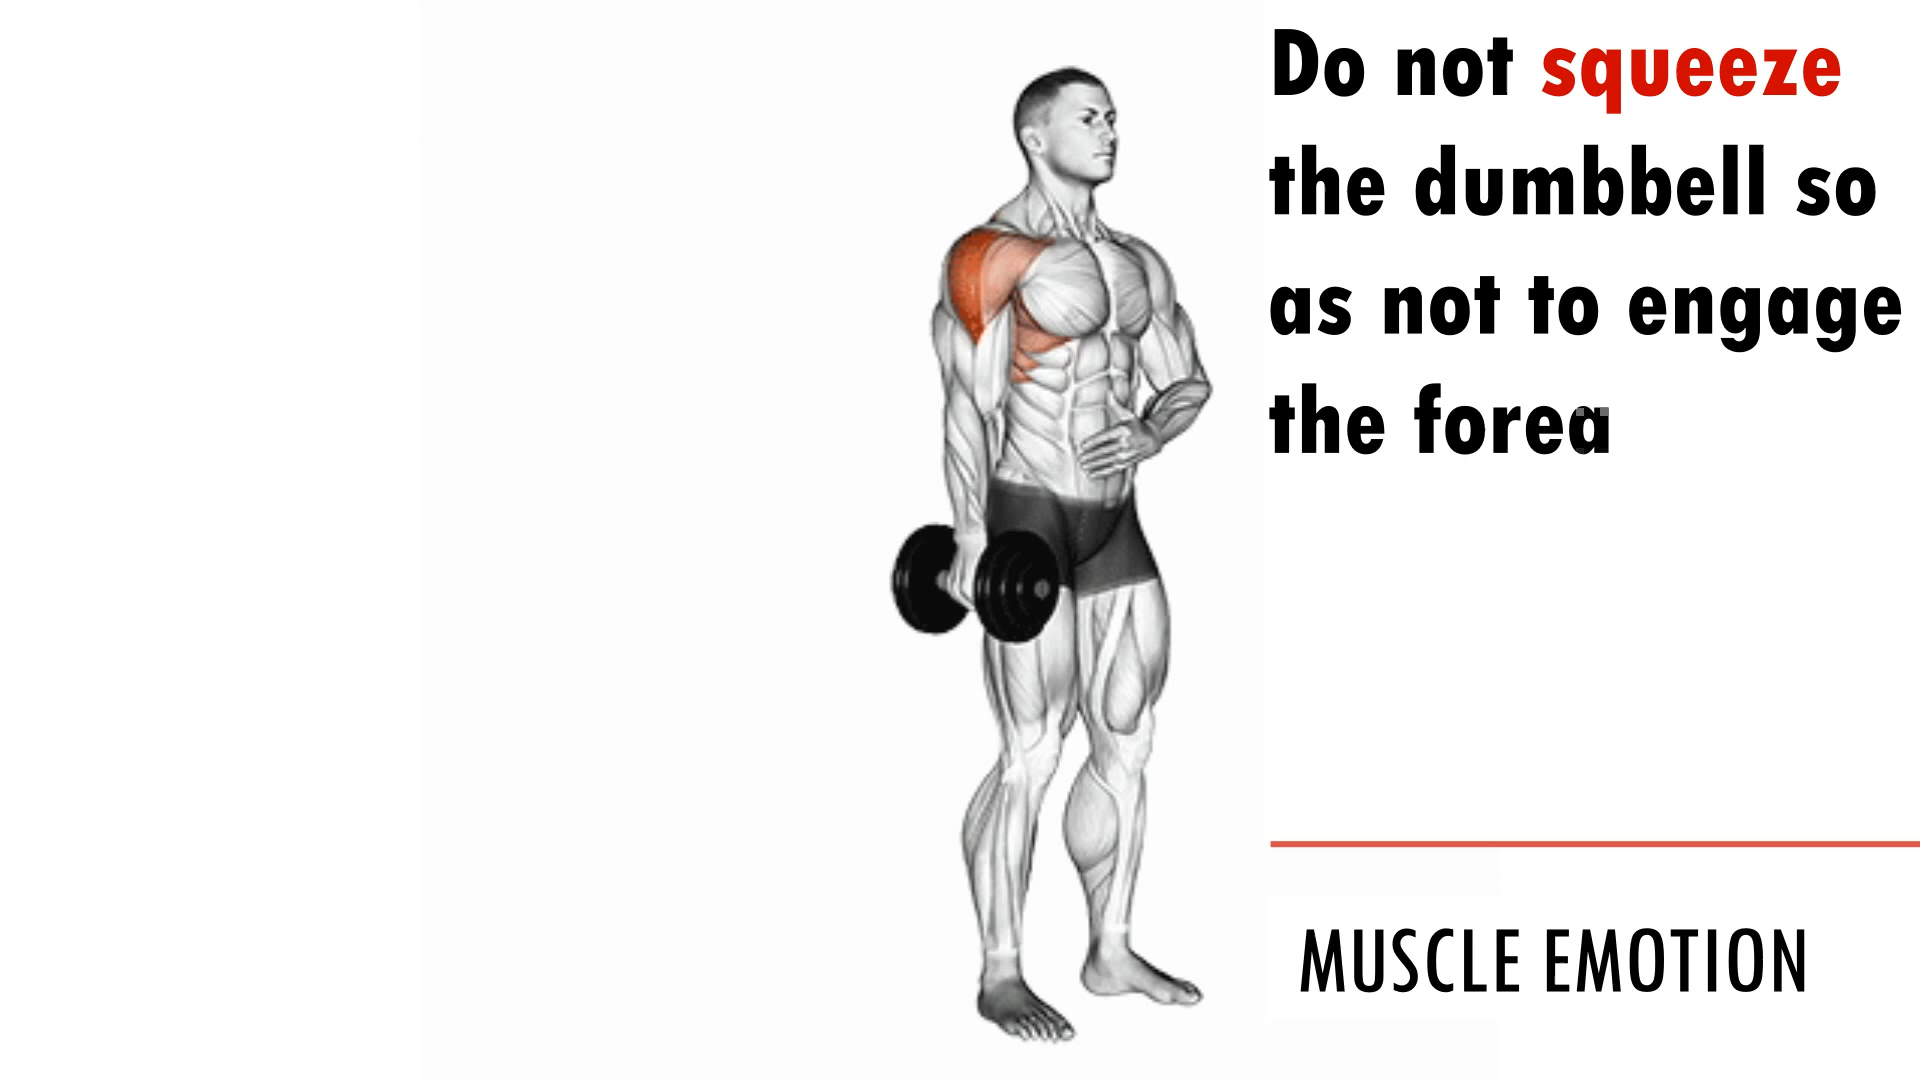 Do not squeeze
the dumbbell so
as not to engage
the forea
MUSCLE EMOTION